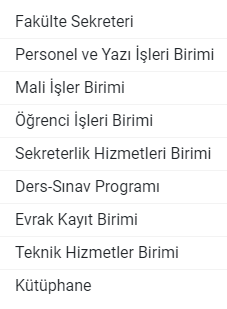 Fakülte Sekreteri
Personel ve Yazı İşleri Birimi
Mali İşler Birimi
Öğrenci İşleri Birimi
Sekreterlik Hizmetleri Birimi
Ders-Sınav Programı
Evrak Kayıt Birimi
Teknik Hizmetler Birimi
Kütüphane